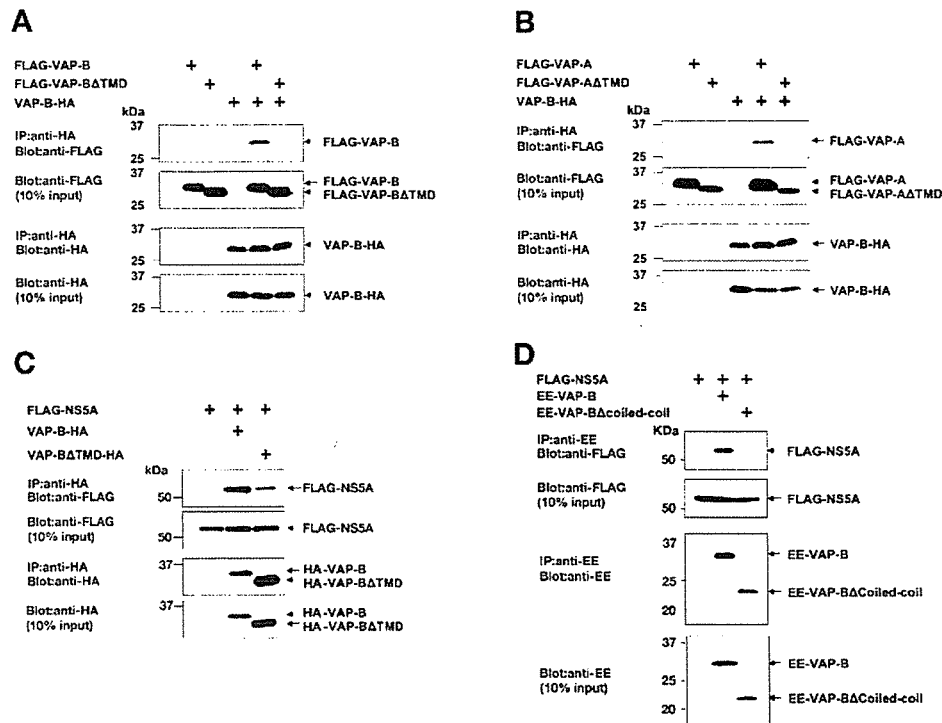 A
FLAG-VAP-B + +
FLAG-VAP-BΔTMD + +
VAP-B-HA + + +
kDa
IP:anti-HA
Blot:anti-FLAG
37
25
FLAG-VAP-B
Blot:anti-FLAG
(10% input)
37
25
FLAG-VAP-B
FLAG-VAP-BΔTMD
IP:anti-HA
Blot:anti-HA
37
25
VAP-B-HA
Blot:anti-HA
(10% input)
37
25
VAP-B-HA
B
FLAG-VAP-A + +
FLAG-VAP-AΔTMD + +
VAP-B-HA + + +
kDa
IP:anti-HA
Blot:anti-FLAG
37
25
FLAG-VAP-A
Blot:anti-FLAG
(10% input)
37
25
FLAG-VAP-A
FLAG-VAP-AΔTMD
IP:anti-HA
Blot:anti-HA
37
25
VAP-B-HA
Blot:anti-HA
(10% input)
37
25
VAP-B-HA
C
FLAG-NS5A + + +
VAP-B-HA +
VAP-BΔTMD-HA +
kDa
IP:anti-HA
Blot:anti-FLAG
50
FLAG-NS5A
Blot:anti-FLAG
(10% input)
50
FLAG-NS5A
IP:anti-HA
Blot:anti-HA
37
HA-VAP-B
HA-VAP-BΔTMD
Blot:anti-HA
(10% input)
37
HA-VAP-B
HA-VAP-BΔTMD
D
FLAG-NS5A + + +
EE-VAP-B +
EE-VAP-BΔcoiled-coil +
KDa
IP:anti-EE
Blot:anti-FLAG
50
FLAG-NS5A
Blot:anti-FLAG
(10% input)
50
FLAG-NS5A
IP:anti-EE
Blot:anti-EE
37
25
20
EE-VAP-B
EE-VAP-BΔCoiled-coil
Blot:anti-EE
(10% input)
37
25
20
EE-VAP-B
EE-VAP-BΔCoiled-coil